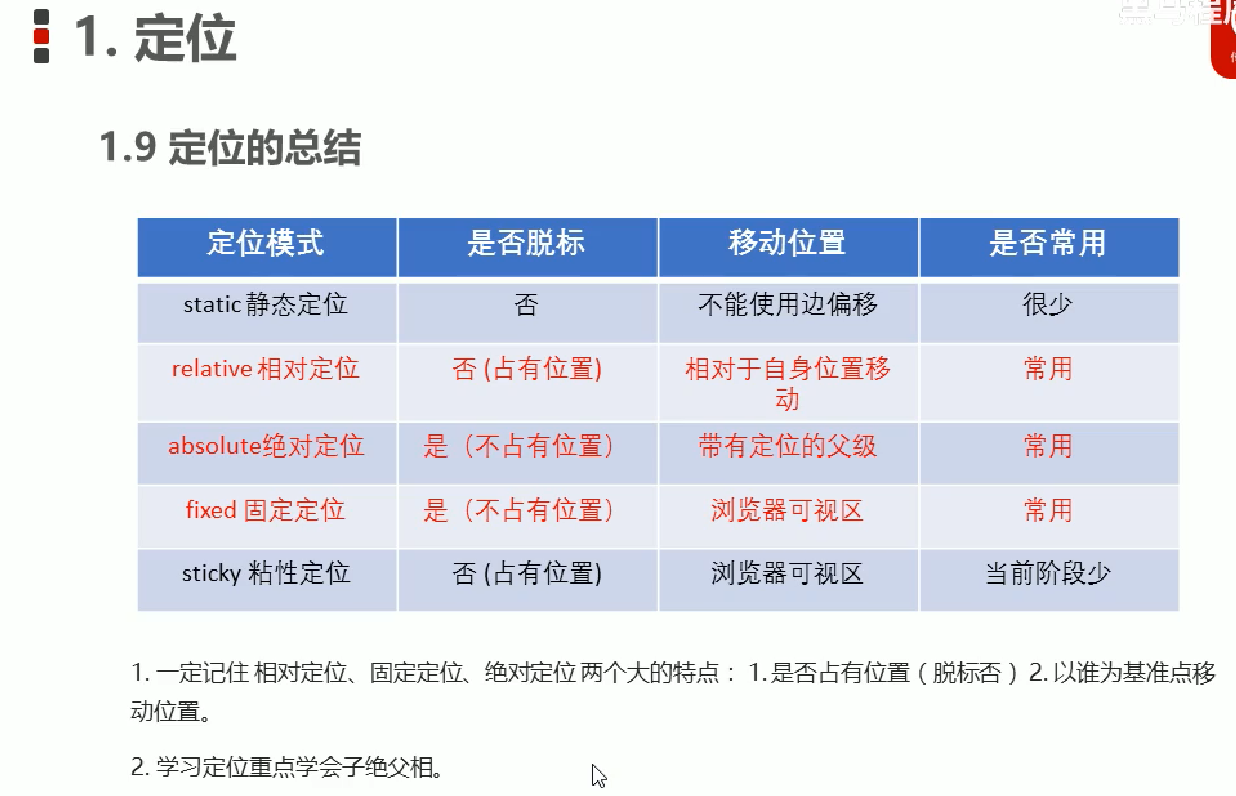 1. 定位
1.9 定位的总结
定位模式 是否脱标 移动位置 是否常用
static 静态定位 否 不能使用边偏移 很少
relative 相对定位 否 (占有位置) 相对于自身位置移
动 常用
absolute绝对定位 是（不占有位置） 带有定位的父级 常用
fixed 固定定位 是（不占有位置） 浏览器可视区 常用
sticky 粘性定位 否 (占有位置) 浏览器可视区 当前阶段少
1. 一定记住 相对定位、固定定位、绝对定位 两个大的特点： 1. 是否占有位置（脱标否）2. 以谁为基准点移
动位置。
2. 学习定位重点学会子绝父相。